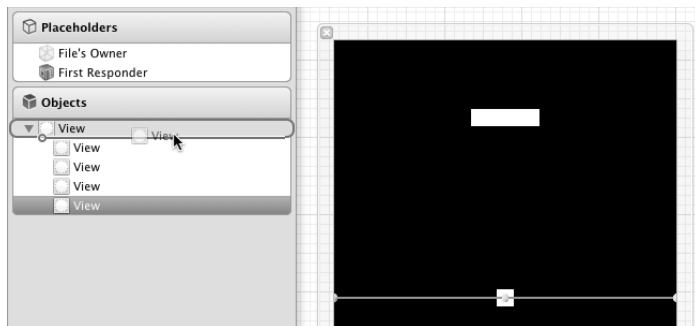 Placeholders
File's Owner
First Responder
Objects
View
View
View
View
View
View